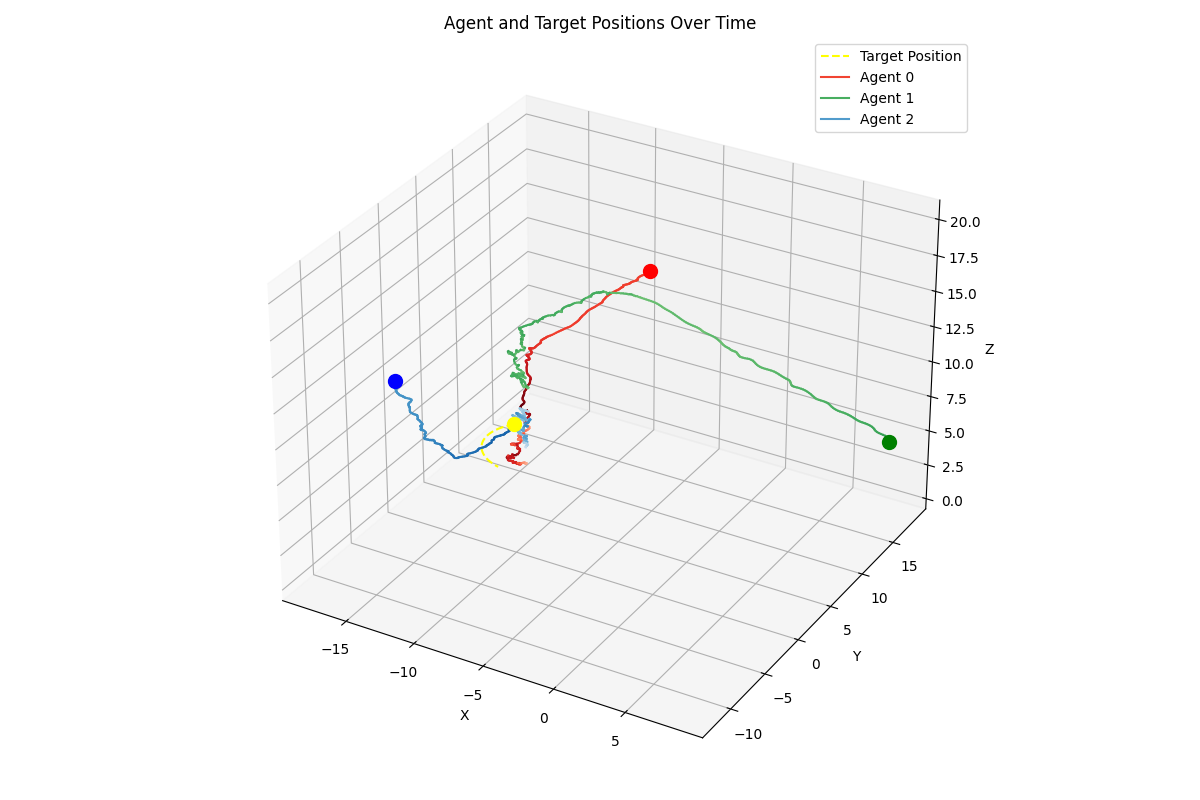 Agent and Target Positions Over Time
Target Position
Agent 0
Agent 1
Agent 2
20.0
17.5
15.0
12.5
10.0
7.5
5.0
2.5
0.0
Z
15
10
5
0
−5
−10
Y
−15
−10
−5
0
5
X